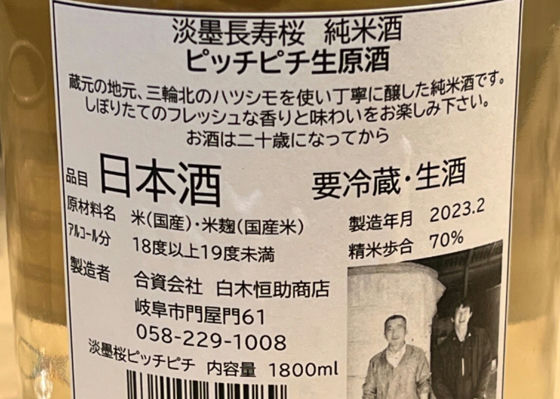 淡墨長寿桜 純米酒
ピッチピチ生原酒
蔵元の地元、三輪北のハツシモを使い丁寧に醸した純米酒です。
しぼりたてのフレッシュな香りと味わいをお楽しみ下さい。
お酒は二十歳になってから
品目 日本酒 要冷蔵・生酒
原材料名 米(国産)・米麹(国産米) 製造年月 2023.2
ｱﾙｺｰﾙ分 18度以上19度未満 精米歩合 70%
製造者 合資会社 白木恒助商店
岐阜市門屋門61
058-229-1008
淡墨桜ピッチピチ 内容量 1800ml